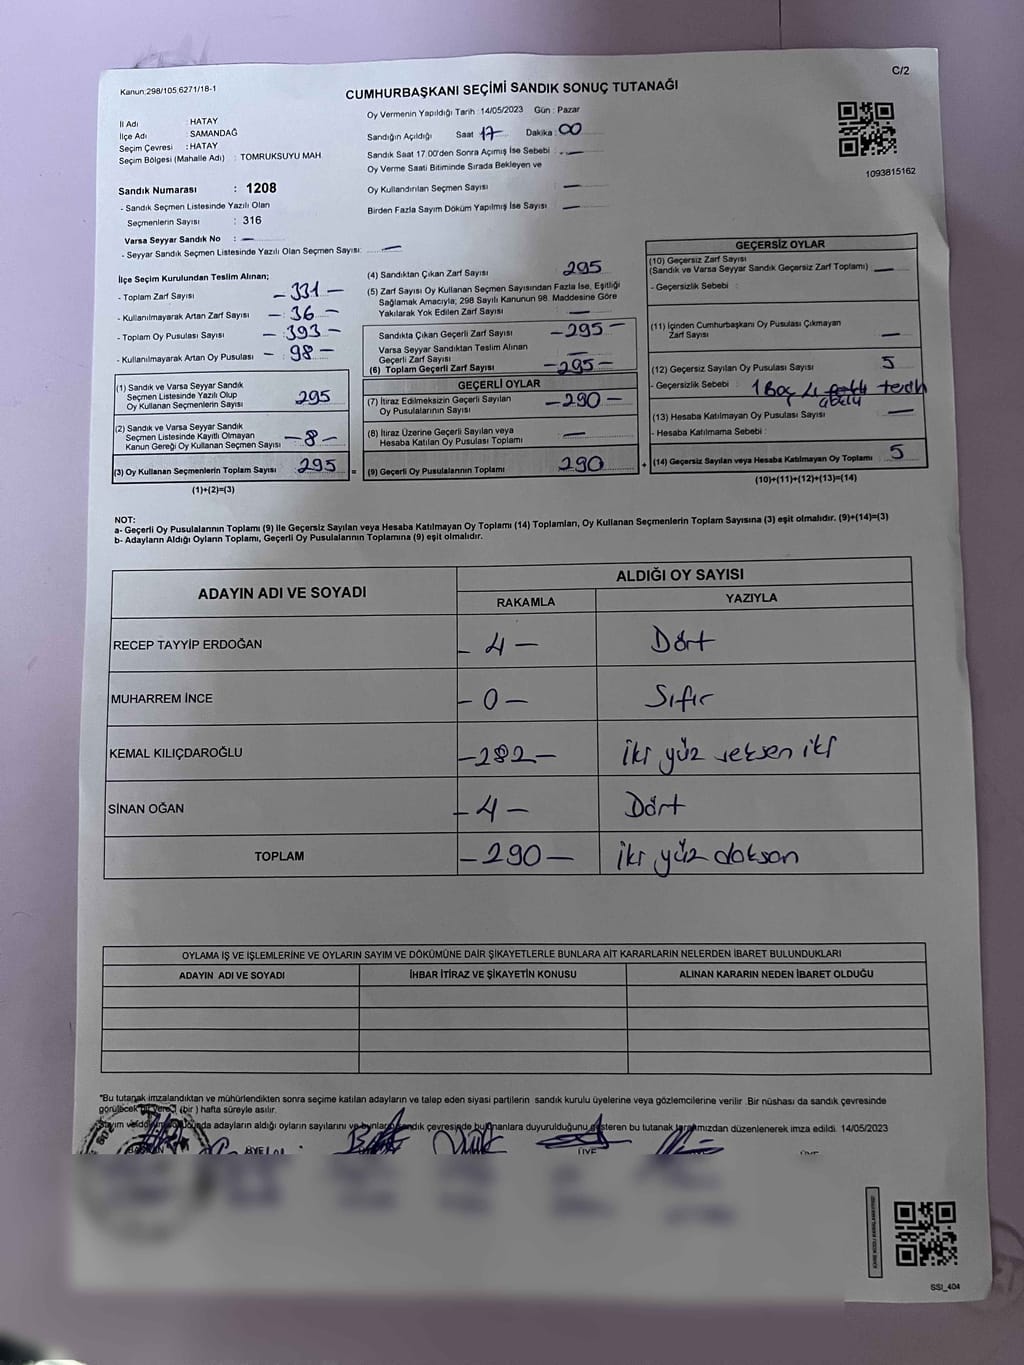 Kanun:298/105,6271/18-1
C/2
CUMHURBAŞKANI SEÇİMİ SANDIK SONUÇ TUTANAĞI
İl Adı : HATAY
İlçe Adı : SAMANDAĞ
Seçim Çevresi : HATAY
Seçim Bölgesi (Mahalle Adı) : TOMRUKSUYU MAH
Sandık Numarası : 1208
- Sandık Seçmen Listesinde Yazılı Olan
Seçmenlerin Sayısı : 316
Varsa Seyyar Sandık No : —
- Seyyar Sandık Seçmen Listesinde Yazılı Olan Seçmen Sayısı: —
Oy Vermenin Yapıldığı Tarih : 14/05/2023 Gün : Pazar
Sandığın Açıldığı Saat 17 Dakika : 00
Sandık Saat 17.00'den Sonra Açımış İse Sebebi : —
Oy Verme Saati Bitiminde Sırada Bekleyen ve
Oy Kullandırılan Seçmen Sayısı —
Birden Fazla Sayım Döküm Yapılmış İse Sayısı —
1093815162
İlçe Seçim Kurulundan Teslim Alınan;
- Toplam Zarf Sayısı — 331 —
- Kullanılmayarak Artan Zarf Sayısı — 36 —
- Toplam Oy Pusulası Sayısı — 393 —
- Kullanılmayarak Artan Oy Pusulası — 98 —
(1) Sandık ve Varsa Seyyar Sandık
Seçmen Listesinde Yazılı Olup
Oy Kullanan Seçmenlerin Sayısı 295
(2) Sandık ve Varsa Seyyar Sandık
Seçmen Listesinde Kayıtlı Olmayan
Kanun Gereği Oy Kullanan Seçmen Sayısı — 8 —
(3) Oy Kullanan Seçmenlerin Toplam Sayısı 295 =
(1)+(2)=(3)
(4) Sandıktan Çıkan Zarf Sayısı 295
(5) Zarf Sayısı Oy Kullanan Seçmen Sayısından Fazla İse, Eşitliği
Sağlamak Amacıyla; 298 Sayılı Kanunun 98. Maddesine Göre
Yakılarak Yok Edilen Zarf Sayısı —
Sandıkta Çıkan Geçerli Zarf Sayısı — 295 —
Varsa Seyyar Sandıktan Teslim Alınan
Geçerli Zarf Sayısı —
(6) Toplam Geçerli Zarf Sayısı — 295 —
GEÇERLİ OYLAR
(7) İtiraz Edilmeksizin Geçerli Sayılan
Oy Pusulalarının Sayısı — 290 —
(8) İtiraz Üzerine Geçerli Sayılan veya
Hesaba Katılan Oy Pusulası Toplamı —
(9) Geçerli Oy Pusulalarının Toplamı 290 +
GEÇERSİZ OYLAR
(10) Geçersiz Zarf Sayısı
(Sandık ve Varsa Seyyar Sandık Geçersiz Zarf Toplamı) —
- Geçersizlik Sebebi :
(11) İçinden Cumhurbaşkanı Oy Pusulası Çıkmayan
Zarf Sayısı —
(12) Geçersiz Sayılan Oy Pusulası Sayısı 5
- Geçersizlik Sebebi : 1 Boş 4 tercih
(13) Hesaba Katılmayan Oy Pusulası Sayısı —
- Hesaba Katılmama Sebebi :
(14) Geçersiz Sayılan veya Hesaba Katılmayan Oy Toplamı : 5
(10)+(11)+(12)+(13)=(14)
NOT:
a- Geçerli Oy Pusulalarının Toplamı (9) ile Geçersiz Sayılan veya Hesaba Katılmayan Oy Toplamı (14) Toplamları, Oy Kullanan Seçmenlerin Toplam Sayısına (3) eşit olmalıdır. (9)+(14)=(3)
b- Adayların Aldığı Oyların Toplamı, Geçerli Oy Pusulalarının Toplamına (9) eşit olmalıdır.
ADAYIN ADI VE SOYADI
ALDIĞI OY SAYISI
RAKAMLA YAZIYLA
RECEP TAYYİP ERDOĞAN — 4 — Dört
MUHARREM İNCE — 0 — Sıfır
KEMAL KILIÇDAROĞLU — 282 — iki yüz seksen iki
SİNAN OĞAN — 4 — Dört
TOPLAM — 290 — iki yüz doksan
OYLAMA İŞ VE İŞLEMLERİNE VE OYLARIN SAYIM VE DÖKÜMÜNE DAİR ŞİKAYETLERLE BUNLARA AİT KARARLARIN NELERDEN İBARET BULUNDUKLARI
ADAYIN ADI VE SOYADI İHBAR İTİRAZ VE ŞİKAYETİN KONUSU ALINAN KARARIN NEDEN İBARET OLDUĞU
*Bu tutanak imzalandıktan ve mühürlendikten sonra seçime katılan adayların ve talep eden siyasi partilerin sandık kurulu üyelerine veya gözlemcilerine verilir .Bir nüshası da sandık çevresinde
görülecek bir yere 1 (bir ) hafta süreyle asılır.
Sayım ve döküm sonucunda adayların aldığı oyların sayılarını ve bunların sandık çevresinde bulunanlara duyurulduğunu gösteren bu tutanak tarafımızdan düzenlenerek imza edildi. 14/05/2023
BAŞKAN ÜYE ÜYE ÜYE
SSI_404